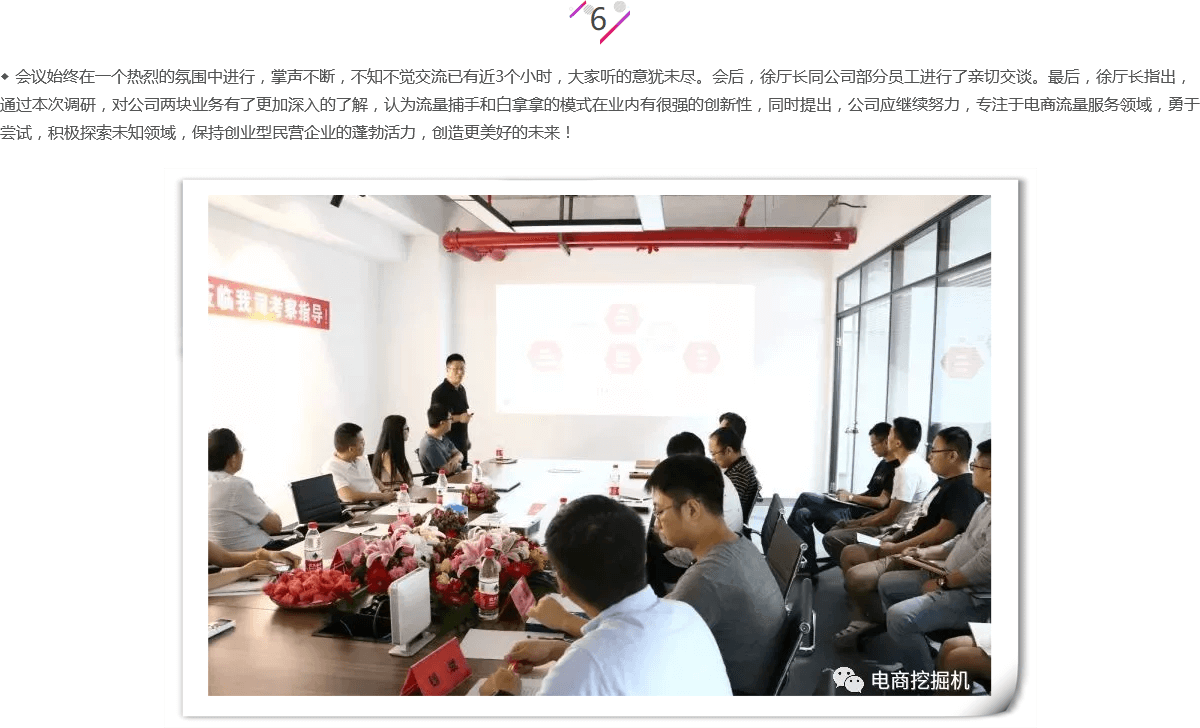 6
◆ 会议始终在一个热烈的氛围中进行，掌声不断，不知不觉交流已有近3个小时，大家听的意犹未尽。会后，徐厅长同公司部分员工进行了亲切交谈。最后，徐厅长指出，
通过本次调研，对公司两块业务有了更加深入的了解，认为流量捕手和白拿拿的模式在业内有很强的创新性，同时提出，公司应继续努力，专注于电商流量服务领域，勇于
尝试，积极探索未知领域，保持创业型民营企业的蓬勃活力，创造更美好的未来！
临我司考察指导！
电商挖掘机